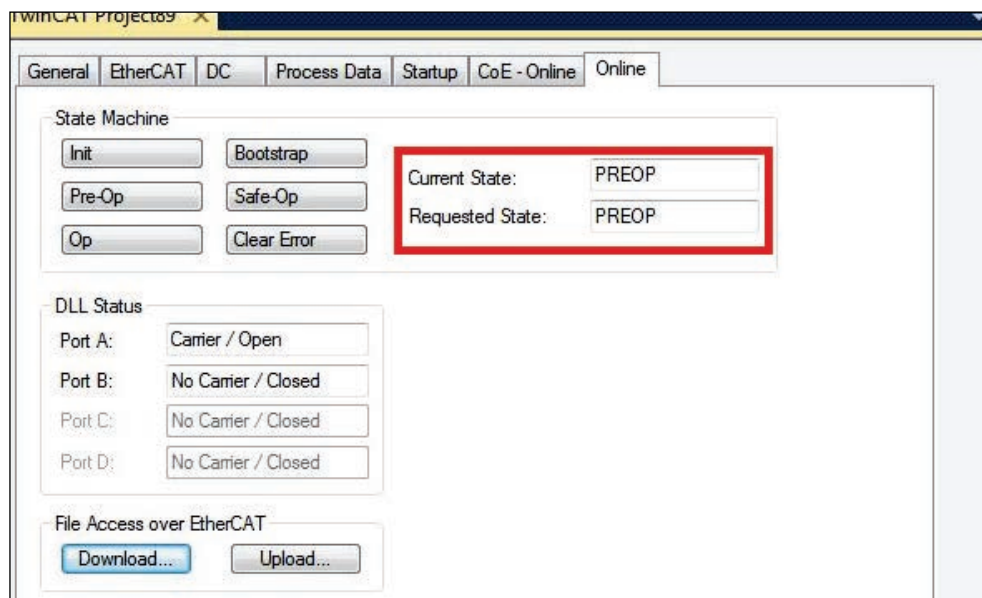 TwinCAT Project89
General EtherCAT DC Process Data Startup CoE - Online Online
State Machine
Init Bootstrap
Pre-Op Safe-Op
Op Clear Error
Current State: PREOP
Requested State: PREOP
DLL Status
Port A: Carrier / Open
Port B: No Carrier / Closed
Port C: No Carrier / Closed
Port D: No Carrier / Closed
File Access over EtherCAT
Download... Upload...